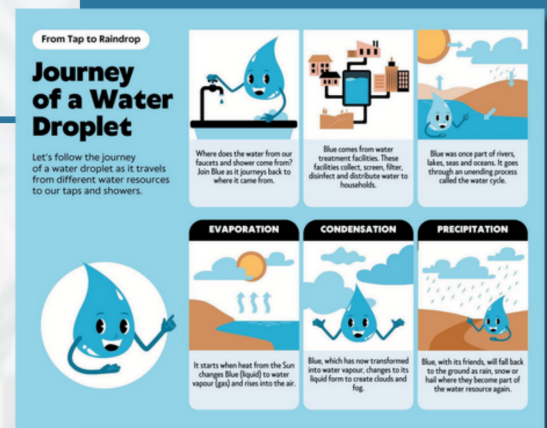 From Tap to Raindrop
Journey
of a Water
Droplet
Let's follow the journey
of a water droplet as it travels
from different water resources
to our taps and showers.
Where does the water from our
faucets and shower come from?
Join Blue as it journeys back to
where it came from.
Blue comes from water
treatment facilities. These
facilities collect, screen, filter,
disinfect and distribute water to
households.
Blue was once part of rivers,
lakes, seas and oceans. It goes
through an unending process
called the water cycle.
EVAPORATION
It starts when heat from the Sun
changes Blue (liquid) to water
vapour (gas) and rises into the air.
CONDENSATION
Blue, which has now transformed
into water vapour, changes to its
liquid form to create clouds and
fog.
PRECIPITATION
Blue, with its friends, will fall back
to the ground as rain, snow or
hail where they become part of
the water resource again.